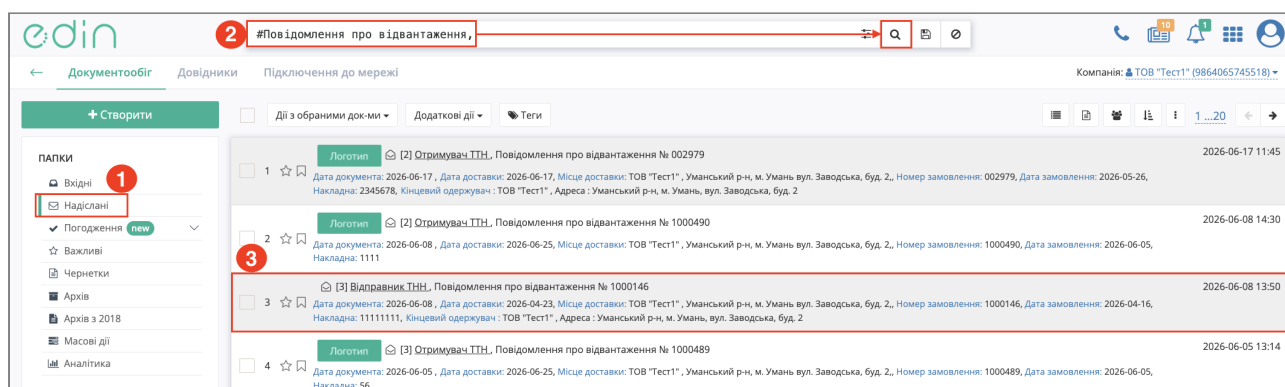 edin
2
#Повідомлення про відвантаження,
10
1
← Документообіг Довідники Підключення до мережі
Компанія: ТОВ "Тест1" (9864065745518)
+ Створити
Дії з обраними док-ми
Додаткові дії
Теги
1 ...20
ПАПКИ
Вхідні
1
Надіслані
Погодження new
Важливі
Чернетки
Архів
Архів з 2018
Масові дії
Аналітика
1 Логотип [2] Отримувач ТТН , Повідомлення про відвантаження № 002979 2026-06-17 11:45
Дата документа: 2026-06-17 , Дата доставки: 2026-06-17, Місце доставки: ТОВ "Тест1" , Уманський р-н, м. Умань вул. Заводська, буд. 2,, Номер замовлення: 002979, Дата замовлення: 2026-05-26,
Накладна: 2345678, Кінцевий одержувач : ТОВ "Тест1" , Адреса : Уманський р-н, м. Умань, вул. Заводська, буд. 2
2 Логотип [2] Отримувач ТТН , Повідомлення про відвантаження № 1000490 2026-06-08 14:30
Дата документа: 2026-06-08 , Дата доставки: 2026-06-25, Місце доставки: ТОВ "Тест1" , Уманський р-н, м. Умань вул. Заводська, буд. 2,, Номер замовлення: 1000490, Дата замовлення: 2026-06-05,
Накладна: 1111
3
3 [3] Відправник ТНН , Повідомлення про відвантаження № 1000146 2026-06-08 13:50
Дата документа: 2026-06-08 , Дата доставки: 2026-04-23, Місце доставки: ТОВ "Тест1" , Уманський р-н, м. Умань вул. Заводська, буд. 2,, Номер замовлення: 1000146, Дата замовлення: 2026-04-16,
Накладна: 11111111, Кінцевий одержувач : ТОВ "Тест1" , Адреса : Уманський р-н, м. Умань, вул. Заводська, буд. 2
4 Логотип [3] Отримувач ТТН , Повідомлення про відвантаження № 1000489 2026-06-05 13:14
Дата документа: 2026-06-05 , Дата доставки: 2026-06-25, Місце доставки: ТОВ "Тест1" , Уманський р-н, м. Умань вул. Заводська, буд. 2,, Номер замовлення: 1000489, Дата замовлення: 2026-06-05,
Накладна: 56